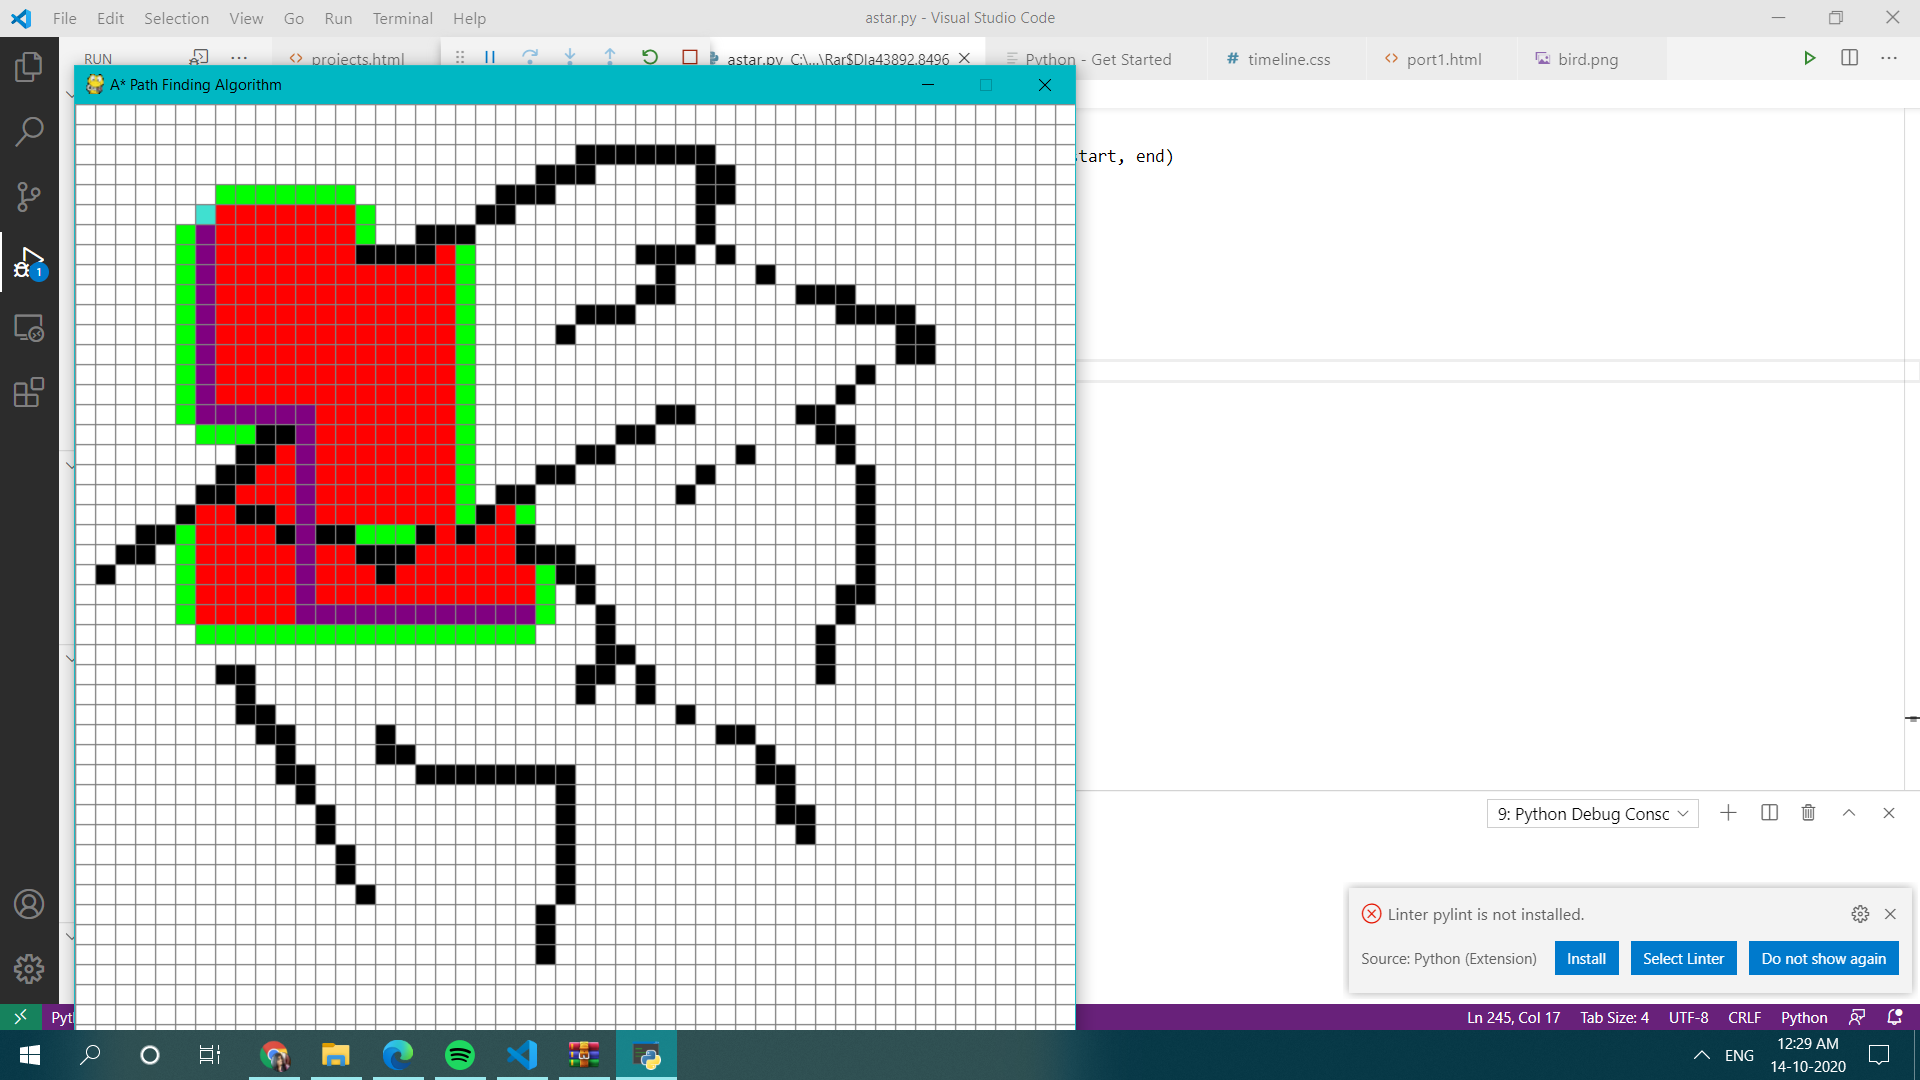 File Edit Selection View Go Run Terminal Help
astar.py - Visual Studio Code
RUN
projects.html
astar.py C:\...\Rar$DIa43892.8496
Python - Get Started
timeline.css
port1.html
bird.png
A* Path Finding Algorithm
start, end)
1
9: Python Debug Consc
Linter pylint is not installed.
Source: Python (Extension)
Install
Select Linter
Do not show again
Pyt
Ln 245, Col 17
Tab Size: 4
UTF-8
CRLF
Python
ENG
12:29 AM
14-10-2020